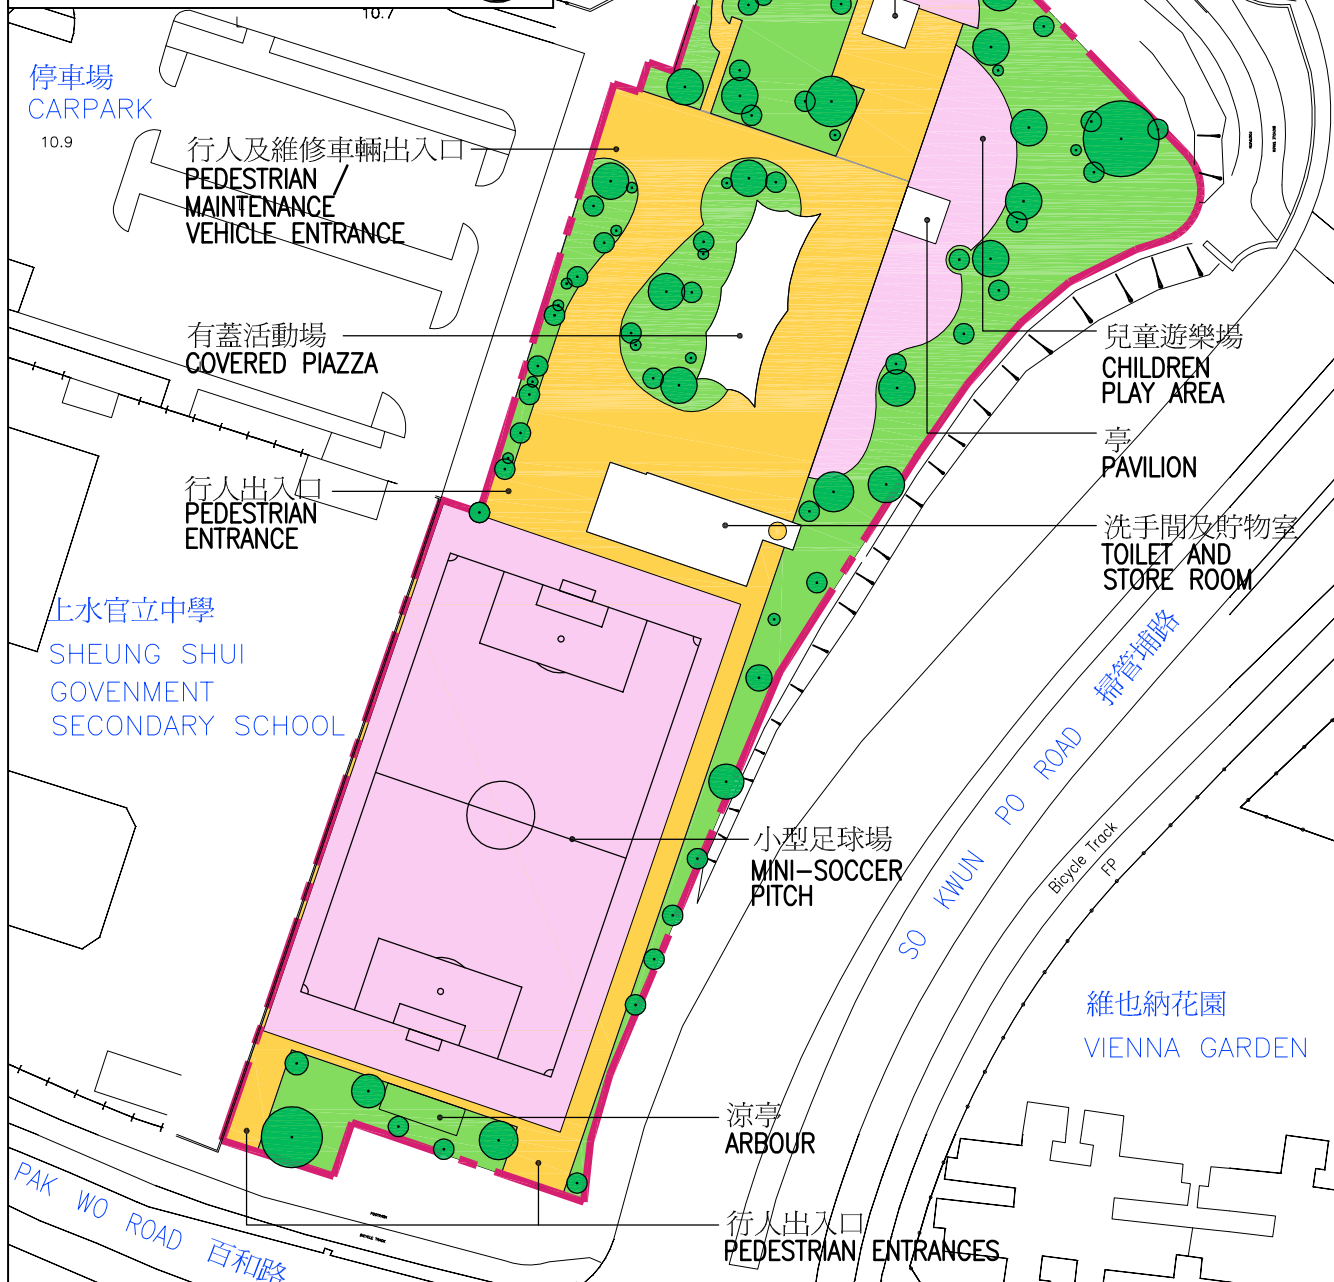 10.7
停車場
CARPARK
10.9
行人及維修車輛出入口
PEDESTRIAN /
MAINTENANCE
VEHICLE ENTRANCE
有蓋活動場
COVERED PIAZZA
兒童遊樂場
CHILDREN
PLAY AREA
亭
PAVILION
行人出入口
PEDESTRIAN
ENTRANCE
洗手間及貯物室
TOILET AND
STORE ROOM
上水官立中學
SHEUNG SHUI
GOVENMENT
SECONDARY SCHOOL
SO KWUN PO ROAD 掃管埔路
小型足球場
MINI-SOCCER
PITCH
Bicycle Track
FP
維也納花園
VIENNA GARDEN
涼亭
ARBOUR
PAK WO ROAD 百和路
行人出入口
PEDESTRIAN ENTRANCES